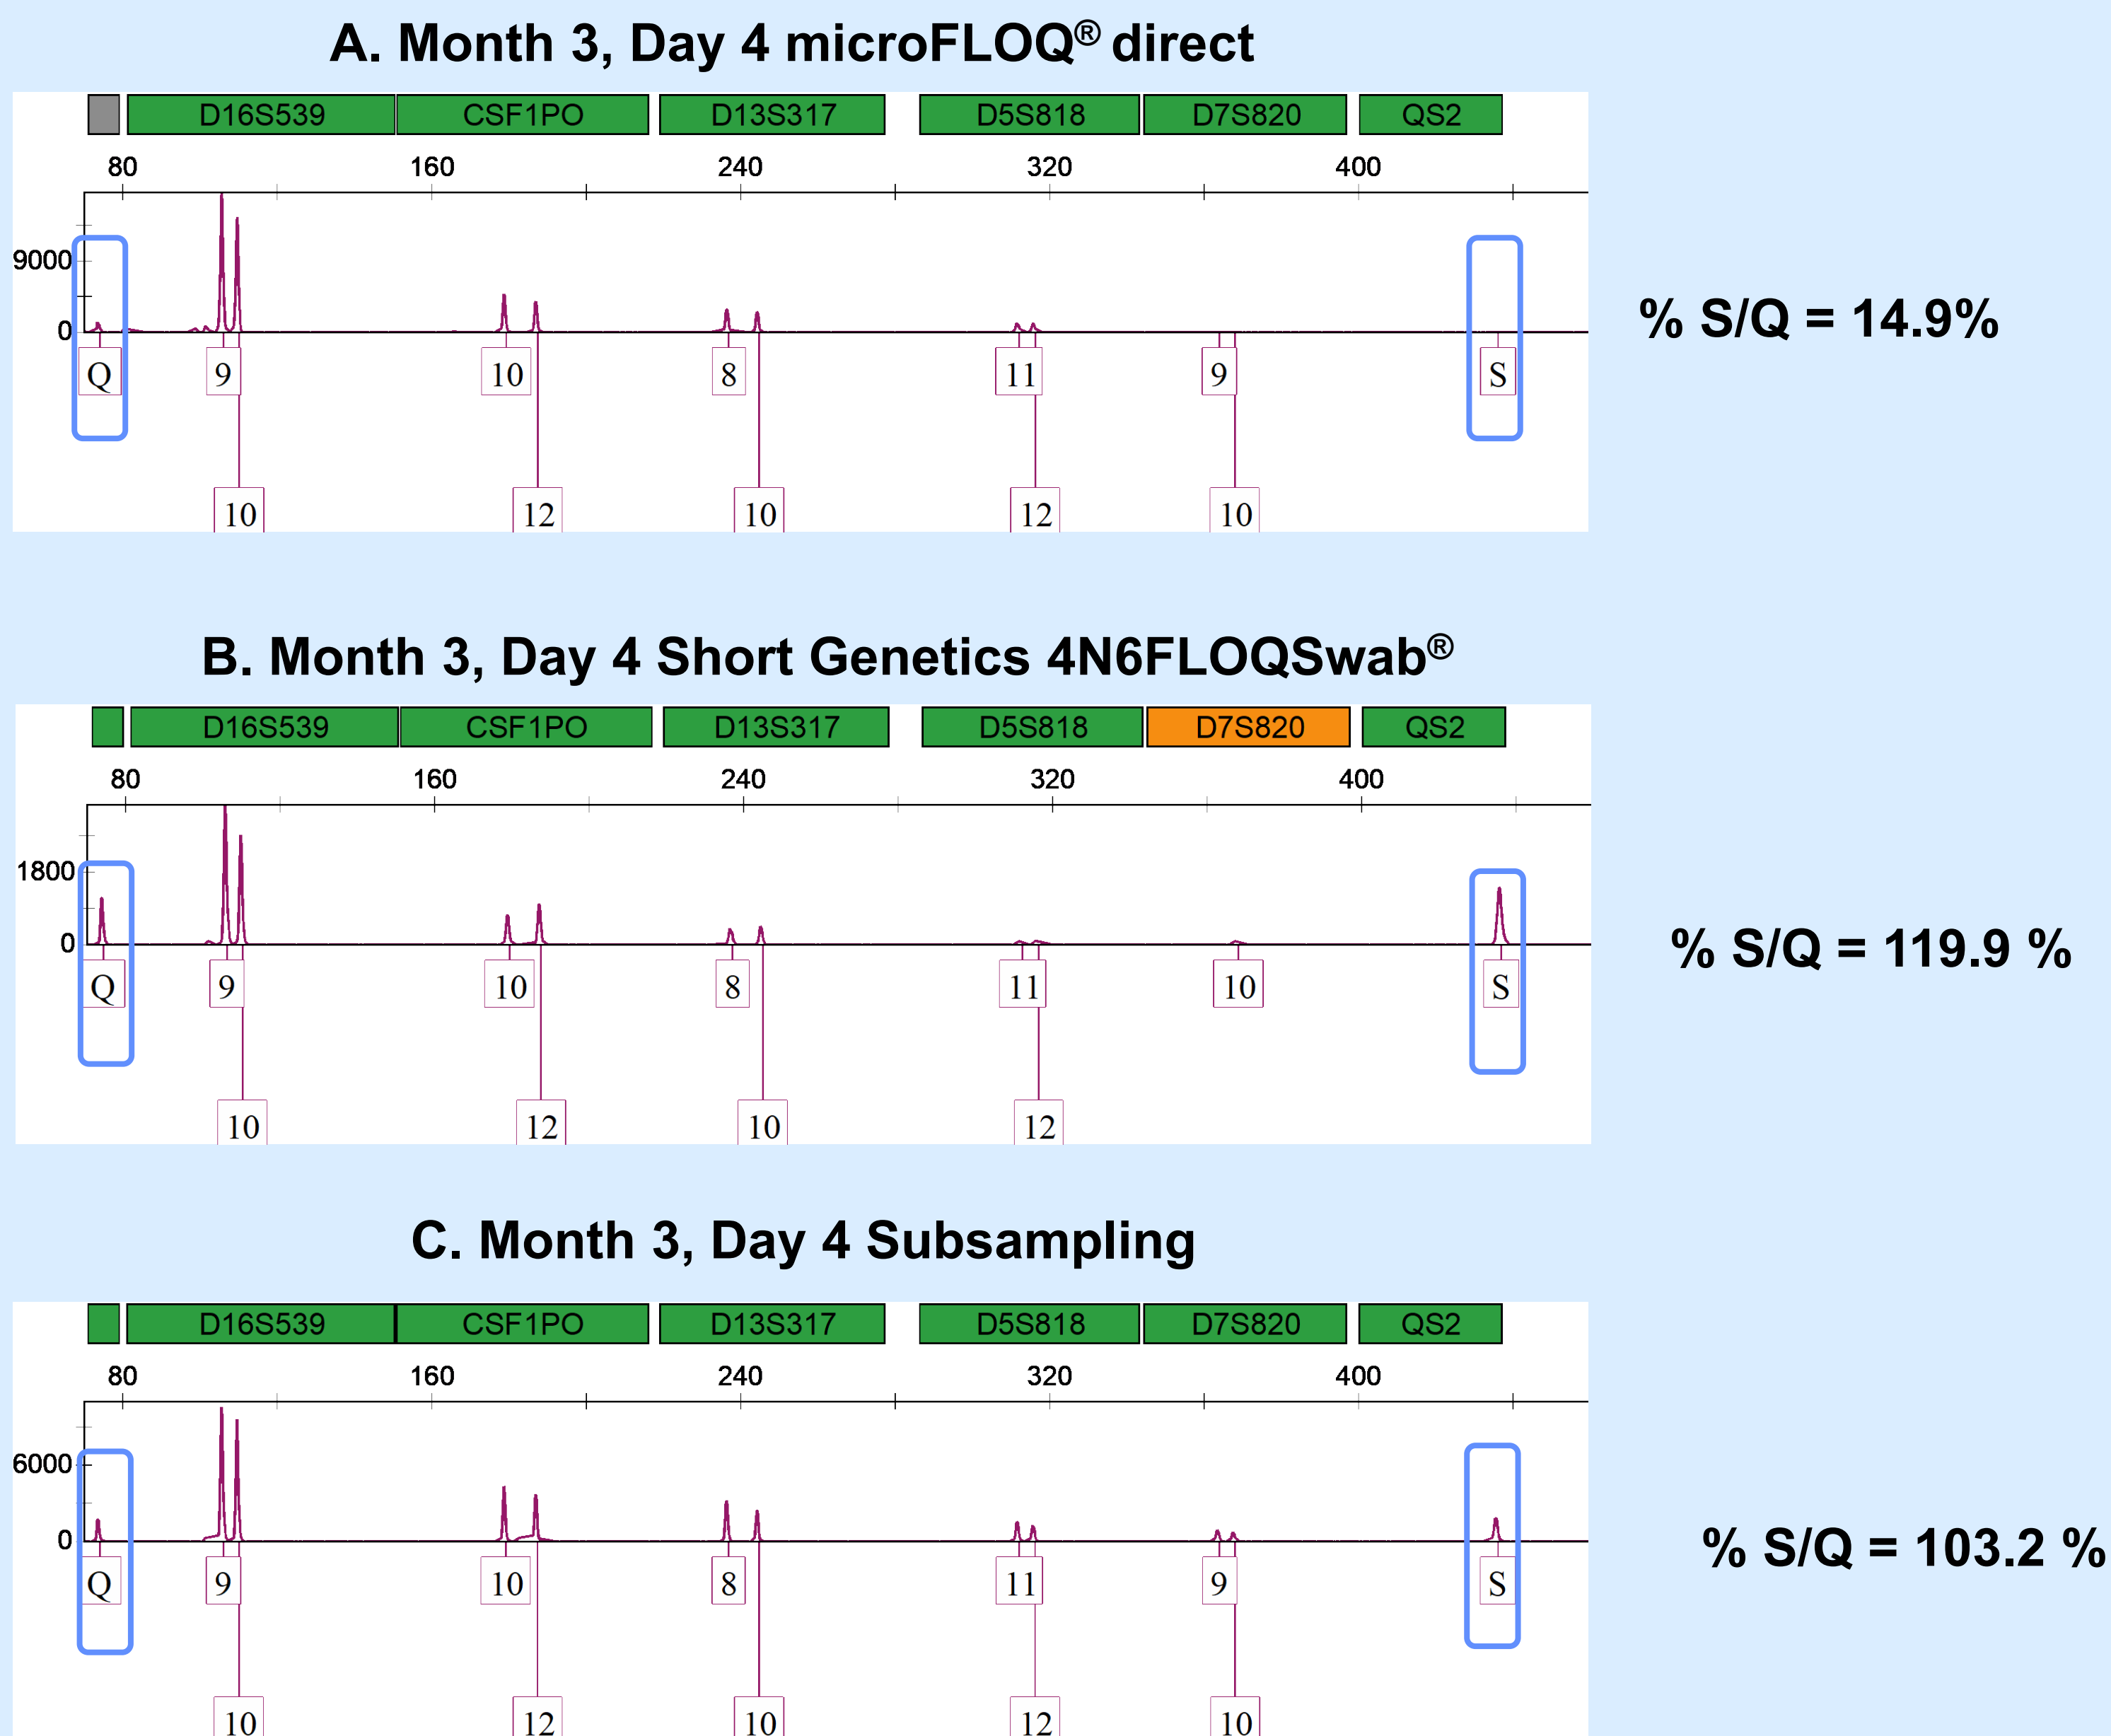 A. Month 3, Day 4 microFLOQ® direct
D16S539 CSF1PO D13S317 D5S818 D7S820 QS2
80 160 240 320 400
9000
0
Q 9 10 8 11 9 S
10 12 10 12 10
% S/Q = 14.9%
B. Month 3, Day 4 Short Genetics 4N6FLOQSwab®
D16S539 CSF1PO D13S317 D5S818 D7S820 QS2
80 160 240 320 400
1800
0
Q 9 10 8 11 10 S
10 12 10 12
% S/Q = 119.9 %
C. Month 3, Day 4 Subsampling
D16S539 CSF1PO D13S317 D5S818 D7S820 QS2
80 160 240 320 400
6000
0
Q 9 10 8 11 9 S
10 12 10 12 10
% S/Q = 103.2 %